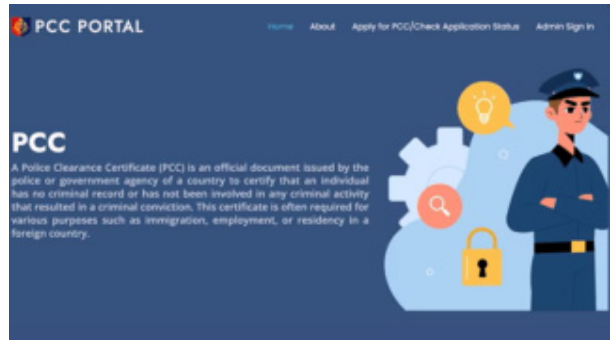 PCC PORTAL
Home About Apply for PCC/Check Application Status Admin Sign In
PCC
A Police Clearance Certificate (PCC) is an official document issued by the
police or government agency of a country to certify that an individual
has no criminal record or has not been involved in any criminal activity
that resulted in a criminal conviction. This certificate is often required for
various purposes such as immigration, employment, or residency in a
foreign country.